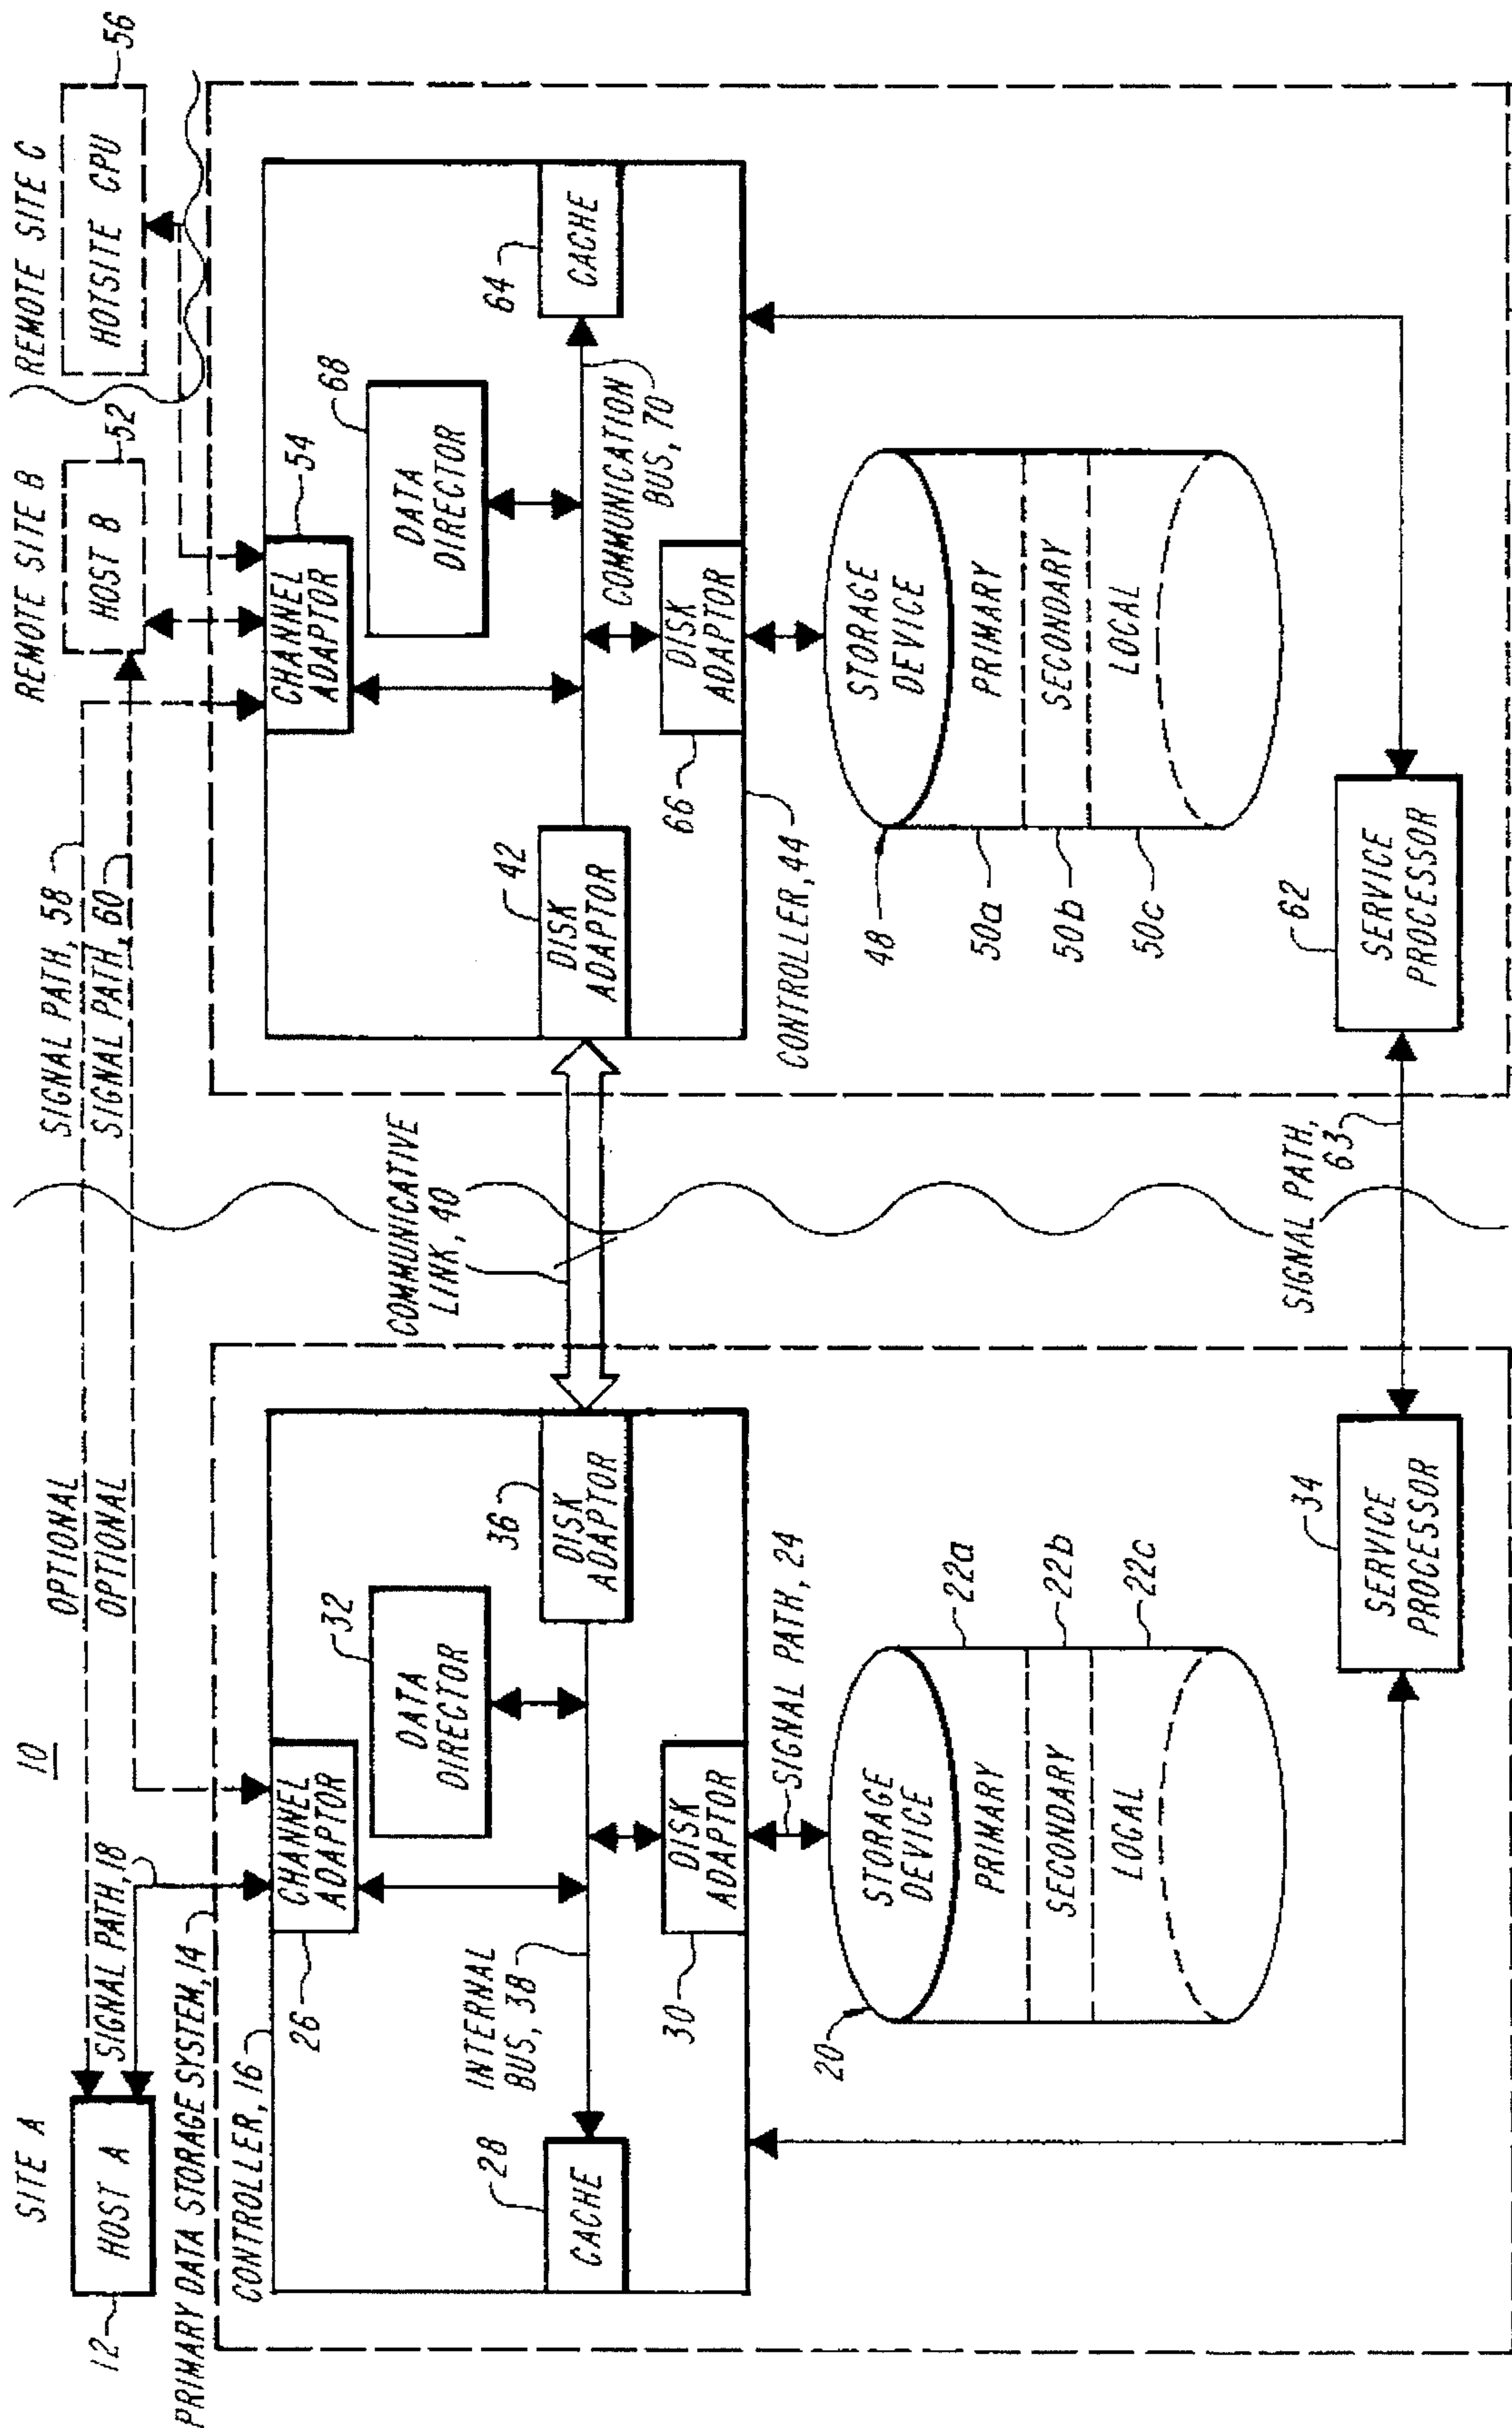 SITE A
10
REMOTE SITE B
REMOTE SITE C
12
HOST A
SIGNAL PATH, 18
OPTIONAL
OPTIONAL
SIGNAL PATH, 58
SIGNAL PATH, 60
HOST B
52
HOTSITE CPU
56
PRIMARY DATA STORAGE SYSTEM, 14
CONTROLLER, 16
CHANNEL
ADAPTOR
26
DATA
DIRECTOR
32
INTERNAL
BUS, 38
28
CACHE
36
DISK
ADAPTOR
30
DISK
ADAPTOR
SIGNAL PATH, 24
20
STORAGE
DEVICE
PRIMARY
SECONDARY
LOCAL
22a
22b
22c
34
SERVICE
PROCESSOR
COMMUNICATIVE
LINK, 40
SIGNAL PATH,
63
CHANNEL
ADAPTOR
54
DATA
DIRECTOR
68
42
DISK
ADAPTOR
64
CACHE
COMMUNICATION
BUS, 70
66
DISK
ADAPTOR
CONTROLLER, 44
48
STORAGE
DEVICE
PRIMARY
SECONDARY
LOCAL
50a
50b
50c
62
SERVICE
PROCESSOR